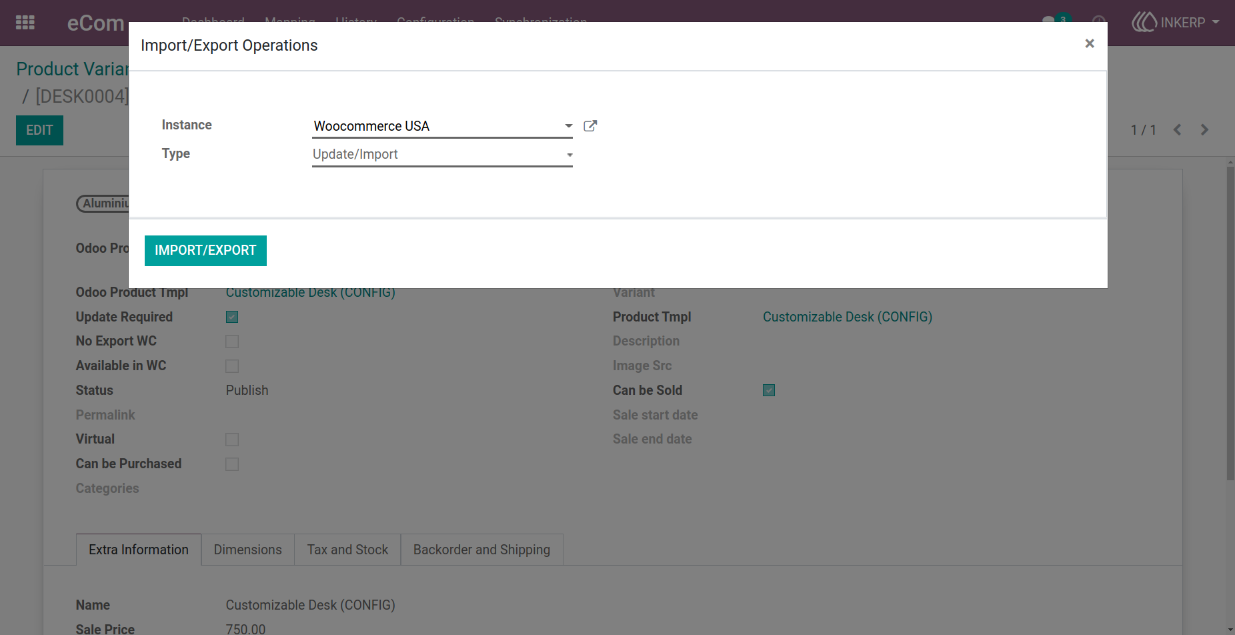 eCom Dashboard Mapping History Configuration Synchronization 3 INKERP
Import/Export Operations ×
Product Varian
/ [DESK0004]
EDIT
1 / 1
Instance Woocommerce USA
Type Update/Import
IMPORT/EXPORT
Aluminiu
Odoo Pro
Odoo Product Tmpl Customizable Desk (CONFIG) Variant
Update Required Product Tmpl Customizable Desk (CONFIG)
No Export WC Description
Available in WC Image Src
Status Publish Can be Sold
Permalink Sale start date
Virtual Sale end date
Can be Purchased
Categories
Extra Information Dimensions Tax and Stock Backorder and Shipping
Name Customizable Desk (CONFIG)
Sale Price 750.00